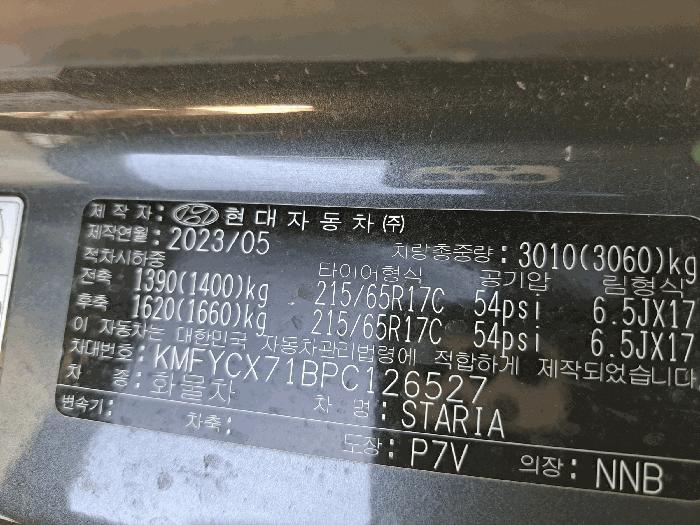 제 작 자: 현대자동차㈜
제작연월: 2023/05 차량총중량: 3010(3060)kg
적차시하중 타이어형식 공기압 림형식
전축 1390(1400)kg 215/65R17C 54psi 6.5JX17
후축 1620(1660)kg 215/65R17C 54psi 6.5JX17
이 자동차는 대한민국 자동차관리법령에 적합하게 제작되었습니다
차대번호: KMFYCX71BPC126527
차 종: 화물차 차 명: STARIA
변속기: 차축: 도장: P7V 의장: NNB